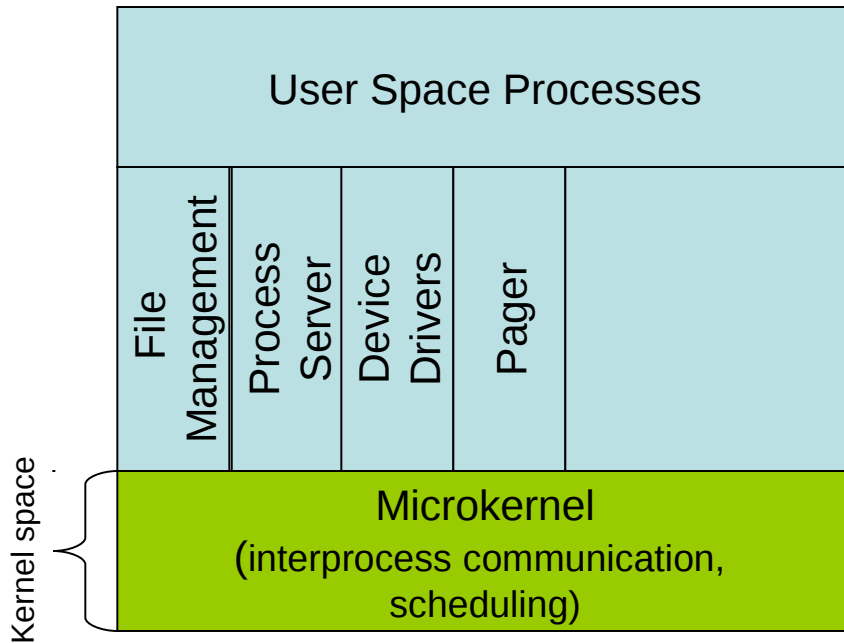 User Space Processes
File
Management
Process
Server
Device
Drivers
Pager
Kernel space
Microkernel
(interprocess communication,
scheduling)